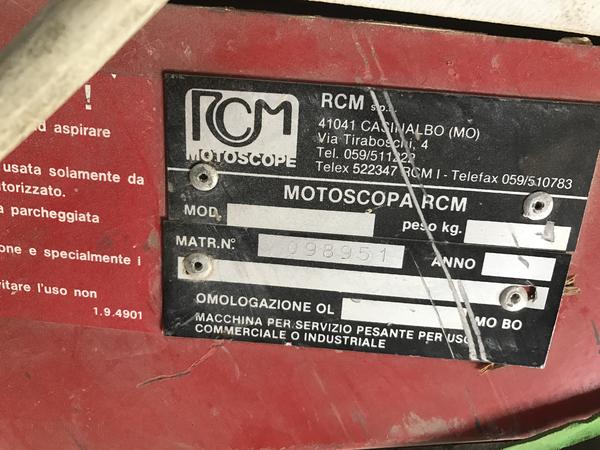 !
d aspirare
usata solamente da
torizzato.
a parcheggiata
one e specialmente i
vitare l'uso non
1.9.4901
RCM
MOTOSCOPE
RCM s.p.a.
41041 CASINALBO (MO)
Via Tiraboschi, 4
Tel. 059/511222
Telex 522347 RCM I - Telefax 059/510783
MOTOSCOPA RCM
MOD. peso kg.
MATR.N° 098951 ANNO
OMOLOGAZIONE OL MO BO
MACCHINA PER SERVIZIO PESANTE PER USO
COMMERCIALE O INDUSTRIALE